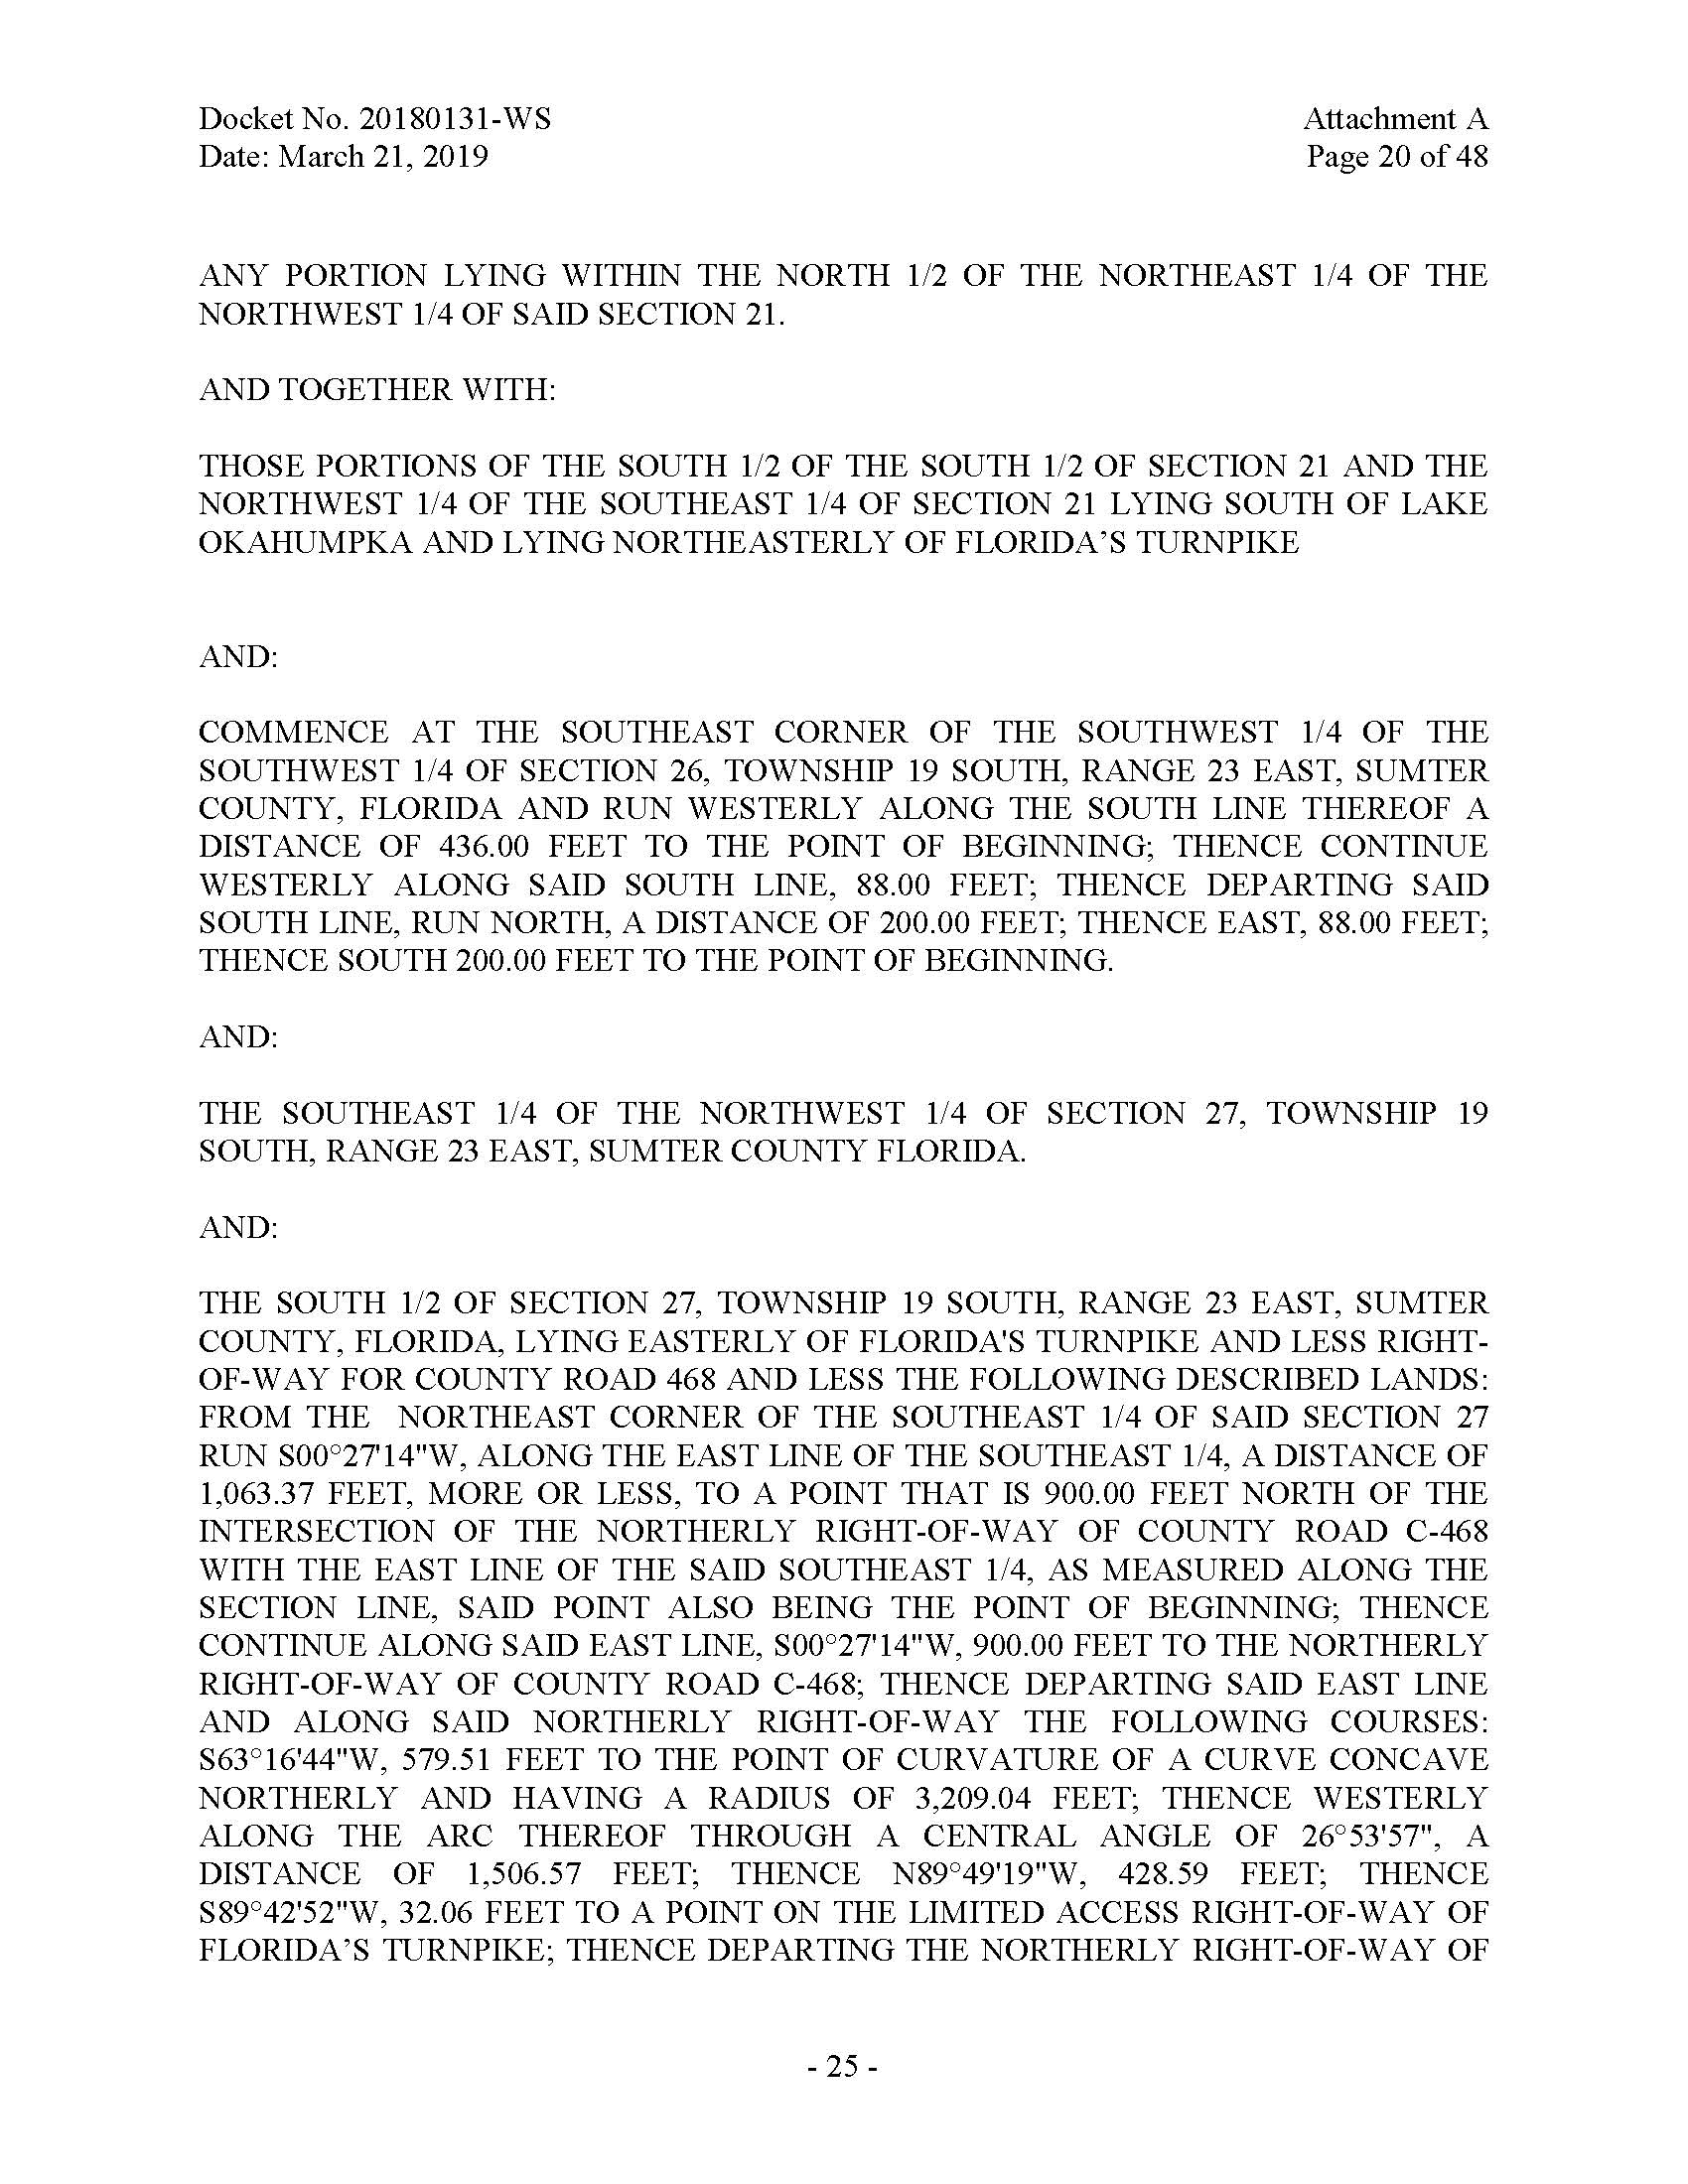 Docket No. 20180131-WS
Date: March 21, 2019
Attachment A
Page 20 of 48
ANY PORTION LYING WITHIN THE NORTH 1/2 OF THE NORTHEAST 1/4 OF THE
NORTHWEST 1/4 OF SAID SECTION 21.
AND TOGETHER WITH:
THOSE PORTIONS OF THE SOUTH 1/2 OF THE SOUTH 1/2 OF SECTION 21 AND THE
NORTHWEST 1/4 OF THE SOUTHEAST 1/4 OF SECTION 21 LYING SOUTH OF LAKE
OKAHUMPKA AND LYING NORTHEASTERLY OF FLORIDA’S TURNPIKE
AND:
COMMENCE AT THE SOUTHEAST CORNER OF THE SOUTHWEST 1/4 OF THE
SOUTHWEST 1/4 OF SECTION 26, TOWNSHIP 19 SOUTH, RANGE 23 EAST, SUMTER
COUNTY, FLORIDA AND RUN WESTERLY ALONG THE SOUTH LINE THEREOF A
DISTANCE OF 436.00 FEET TO THE POINT OF BEGINNING; THENCE CONTINUE
WESTERLY ALONG SAID SOUTH LINE, 88.00 FEET; THENCE DEPARTING SAID
SOUTH LINE, RUN NORTH, A DISTANCE OF 200.00 FEET; THENCE EAST, 88.00 FEET;
THENCE SOUTH 200.00 FEET TO THE POINT OF BEGINNING.
AND:
THE SOUTHEAST 1/4 OF THE NORTHWEST 1/4 OF SECTION 27, TOWNSHIP 19
SOUTH, RANGE 23 EAST, SUMTER COUNTY FLORIDA.
AND:
THE SOUTH 1/2 OF SECTION 27, TOWNSHIP 19 SOUTH, RANGE 23 EAST, SUMTER
COUNTY, FLORIDA, LYING EASTERLY OF FLORIDA'S TURNPIKE AND LESS RIGHT-
OF-WAY FOR COUNTY ROAD 468 AND LESS THE FOLLOWING DESCRIBED LANDS:
FROM THE NORTHEAST CORNER OF THE SOUTHEAST 1/4 OF SAID SECTION 27
RUN S00°27'14"W, ALONG THE EAST LINE OF THE SOUTHEAST 1/4, A DISTANCE OF
1,063.37 FEET, MORE OR LESS, TO A POINT THAT IS 900.00 FEET NORTH OF THE
INTERSECTION OF THE NORTHERLY RIGHT-OF-WAY OF COUNTY ROAD C-468
WITH THE EAST LINE OF THE SAID SOUTHEAST 1/4, AS MEASURED ALONG THE
SECTION LINE, SAID POINT ALSO BEING THE POINT OF BEGINNING; THENCE
CONTINUE ALONG SAID EAST LINE, S00°27'14"W, 900.00 FEET TO THE NORTHERLY
RIGHT-OF-WAY OF COUNTY ROAD C-468; THENCE DEPARTING SAID EAST LINE
AND ALONG SAID NORTHERLY RIGHT-OF-WAY THE FOLLOWING COURSES:
S63°16'44"W, 579.51 FEET TO THE POINT OF CURVATURE OF A CURVE CONCAVE
NORTHERLY AND HAVING A RADIUS OF 3,209.04 FEET; THENCE WESTERLY
ALONG THE ARC THEREOF THROUGH A CENTRAL ANGLE OF 26°53'57", A
DISTANCE OF 1,506.57 FEET; THENCE N89°49'19"W, 428.59 FEET; THENCE
S89°42'52"W, 32.06 FEET TO A POINT ON THE LIMITED ACCESS RIGHT-OF-WAY OF
FLORIDA’S TURNPIKE; THENCE DEPARTING THE NORTHERLY RIGHT-OF-WAY OF
- 25 -